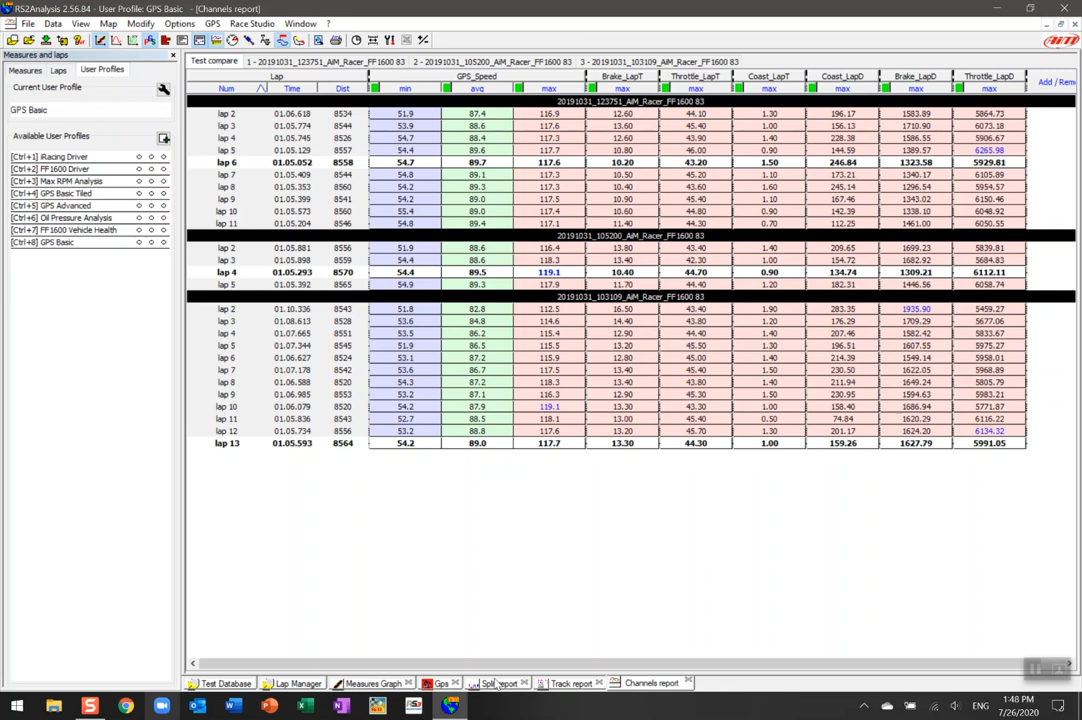 RS2Analysis 2.56.84 - User Profile: GPS Basic - [Channels report]
File Data View Map Modify Options GPS Race Studio Window ?
Measures and laps
Measures Laps User Profiles
Current User Profile
GPS Basic
Available User Profiles
[Ctrl+1] iRacing Driver
[Ctrl+2] FF1600 Driver
[Ctrl+3] Max RPM Analysis
[Ctrl+4] GPS Basic Tiled
[Ctrl+5] GPS Advanced
[Ctrl+6] Oil Pressure Analysis
[Ctrl+7] FF1600 Vehicle Health
[Ctrl+8] GPS Basic
Test compare 1 - 20191031_123751_AiM_Racer_FF1600 83 2 - 20191031_105200_AiM_Racer_FF1600 83 3 - 20191031_103109_AiM_Racer_FF1600 83
Lap GPS_Speed Brake_LapT Throttle_LapT Coast_LapT Coast_LapD Brake_LapD Throttle_LapD Add / Rem
Num Time Dist min avg max max max max max max max
20191031_123751_AiM_Racer_FF1600 83
lap 2 01.06.618 8534 51.9 87.4 116.9 12.60 44.10 1.30 196.17 1583.89 5864.73
lap 3 01.05.774 8544 53.9 88.6 117.6 13.60 45.40 1.00 156.13 1710.90 6073.18
lap 4 01.05.745 8526 54.7 88.4 117.3 12.60 43.90 1.40 228.38 1586.55 5906.67
lap 5 01.05.129 8558 54.4 89.6 117.7 10.80 46.00 0.90 144.59 1389.57 6265.98
lap 6 01.05.052 8558 54.7 89.7 117.6 10.20 43.20 1.50 246.84 1323.58 5929.81
lap 7 01.05.409 8544 54.8 89.1 117.3 10.50 45.20 1.10 173.21 1340.17 6105.89
lap 8 01.05.353 8560 54.2 89.3 117.3 10.40 43.60 1.60 245.14 1296.54 5954.57
lap 9 01.05.399 8541 53.6 89.0 117.5 10.90 45.40 1.10 167.46 1343.02 6150.46
lap 10 01.05.573 8560 55.4 89.0 117.4 10.60 44.80 0.90 142.39 1338.10 6048.92
lap 11 01.05.204 8546 54.8 89.4 117.1 11.40 44.30 0.70 112.25 1461.00 6050.55
20191031_105200_AiM_Racer_FF1600 83
lap 2 01.05.881 8556 51.9 88.6 116.4 13.80 43.40 1.40 209.65 1699.23 5839.81
lap 3 01.05.898 8559 54.4 88.6 118.3 13.40 42.30 1.00 154.72 1682.92 5684.83
lap 4 01.05.293 8570 54.4 89.5 119.1 10.40 44.70 0.90 134.74 1309.21 6112.11
lap 5 01.05.392 8565 54.9 89.3 117.9 11.70 44.40 1.20 182.31 1446.56 6058.74
20191031_103109_AiM_Racer_FF1600 83
lap 2 01.10.336 8543 51.8 82.8 112.5 16.50 43.40 1.90 283.35 1935.90 5459.27
lap 3 01.08.613 8528 53.6 84.8 114.6 14.40 43.80 1.20 176.29 1709.29 5677.06
lap 4 01.07.665 8551 53.5 86.2 115.4 13.40 44.50 1.40 207.46 1582.42 5833.67
lap 5 01.07.344 8545 51.9 86.5 115.5 13.20 45.50 1.30 196.51 1607.55 5975.27
lap 6 01.06.627 8520 53.1 87.2 115.9 12.80 45.00 1.40 214.39 1549.14 5958.01
lap 7 01.07.178 8542 53.6 86.7 117.5 13.40 45.40 1.50 230.50 1622.05 5968.89
lap 8 01.06.588 8520 54.3 87.2 118.3 13.40 43.80 1.40 211.94 1649.24 5805.79
lap 9 01.06.985 8553 53.2 87.1 116.3 12.90 45.40 1.50 230.95 1594.63 5983.21
lap 10 01.06.079 8520 54.2 87.9 119.1 13.30 43.30 1.00 158.40 1686.94 5771.87
lap 11 01.05.836 8543 52.7 88.5 118.1 13.00 45.40 0.50 74.84 1620.29 6116.22
lap 12 01.05.734 8556 53.2 88.8 117.6 13.20 45.70 1.30 201.17 1624.20 6134.32
lap 13 01.05.593 8564 54.2 89.0 117.7 13.30 44.30 1.00 159.26 1627.79 5991.05
Test Database Lap Manager Measures Graph Gps Split report Track report Channels report
ENG 1:48 PM 7/26/2020